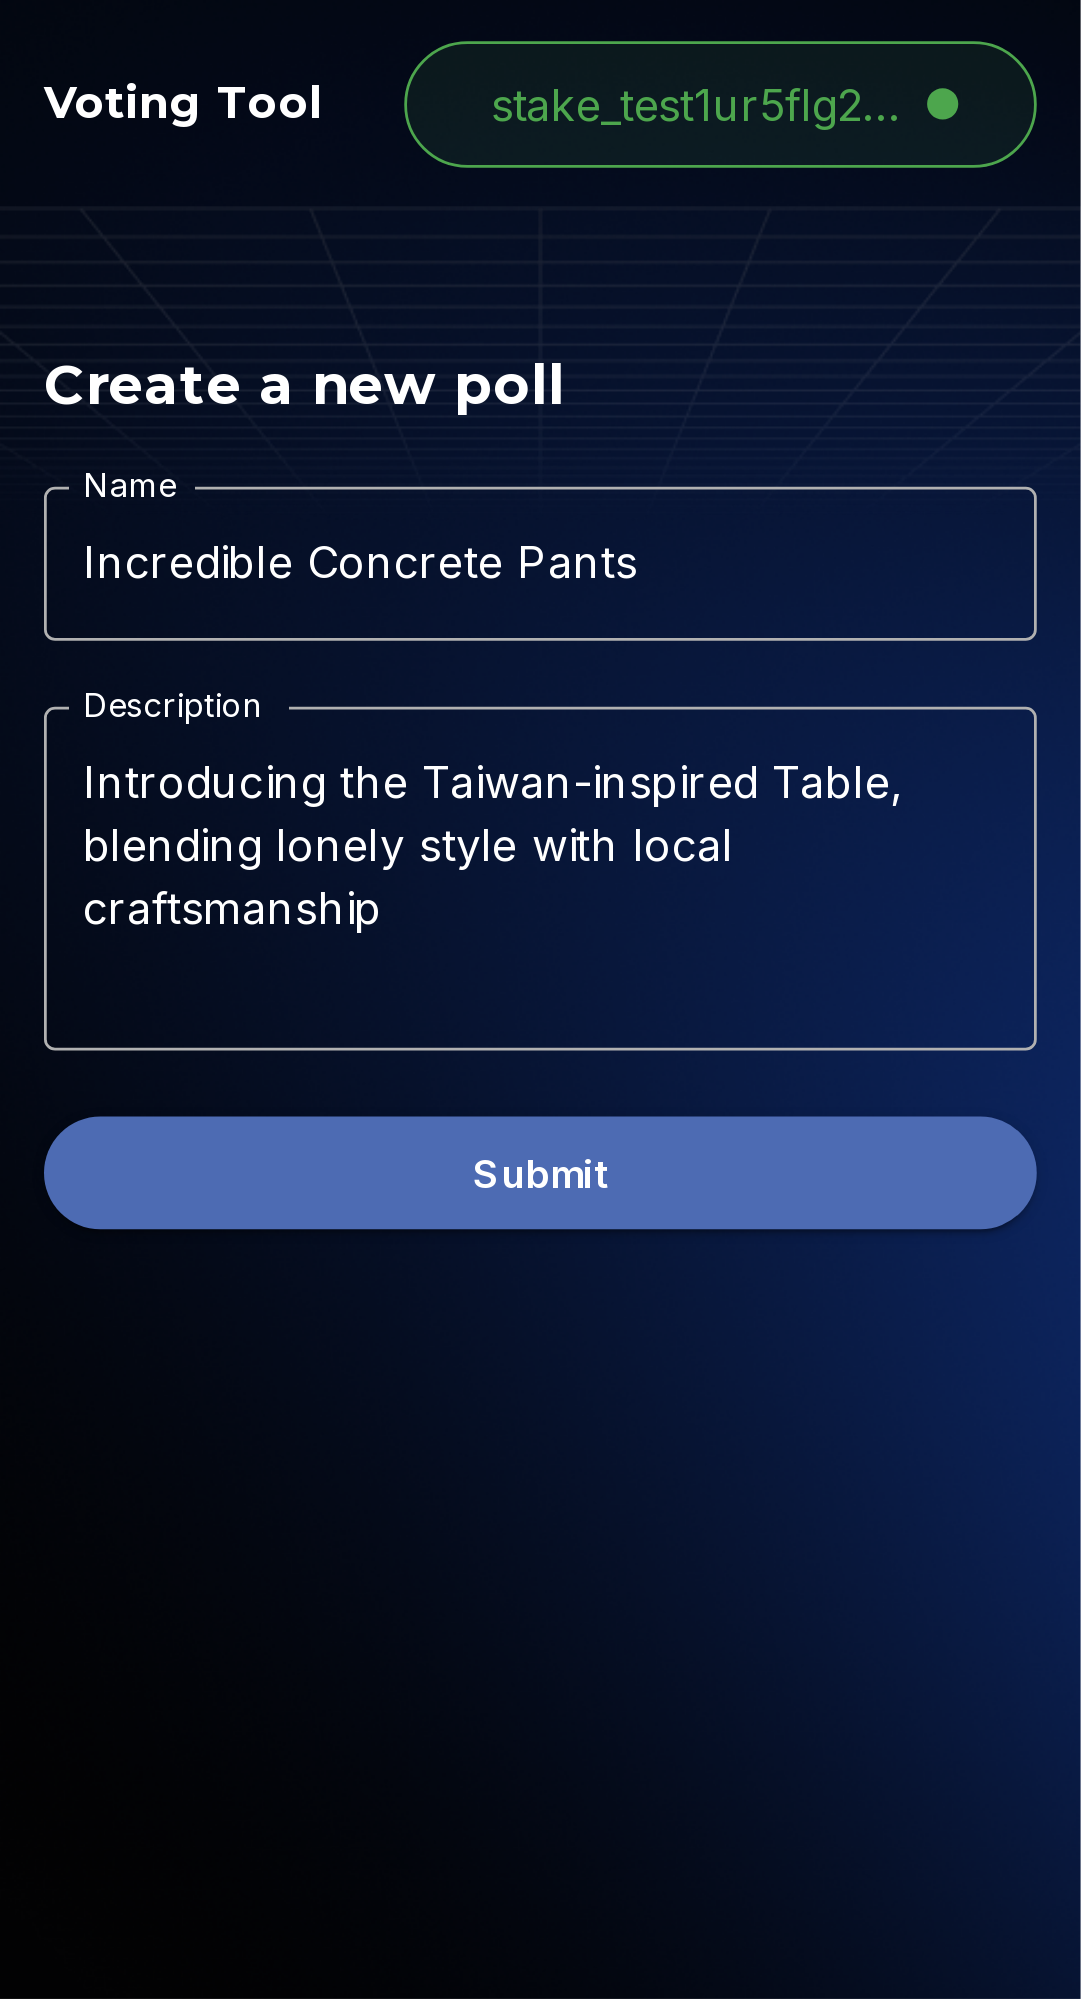 Voting Tool
stake_test1ur5flg2...
Create a new poll
Name
Incredible Concrete Pants
Description
Introducing the Taiwan-inspired Table,
blending lonely style with local
craftsmanship
Submit